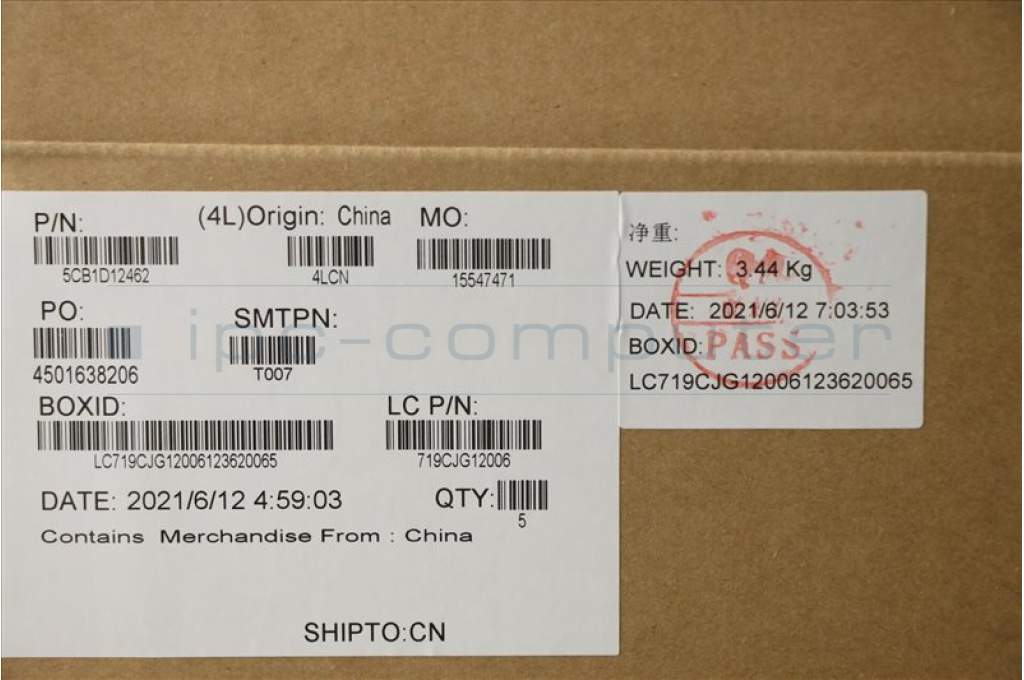 P/N: (4L)Origin: China MO:
5CB1D12462 4LCN 15547471
PO: SMTPN:
4501638206 T007
BOXID: LC P/N:
LC719CJG12006123620065 719CJG12006
DATE: 2021/6/12 4:59:03 QTY:
5
Contains Merchandise From : China
SHIPTO:CN
净重:
WEIGHT: 3.44 Kg
DATE: 2021/6/12 7:03:53
BOXID:
LC719CJG12006123620065
PASS
ipc-computer